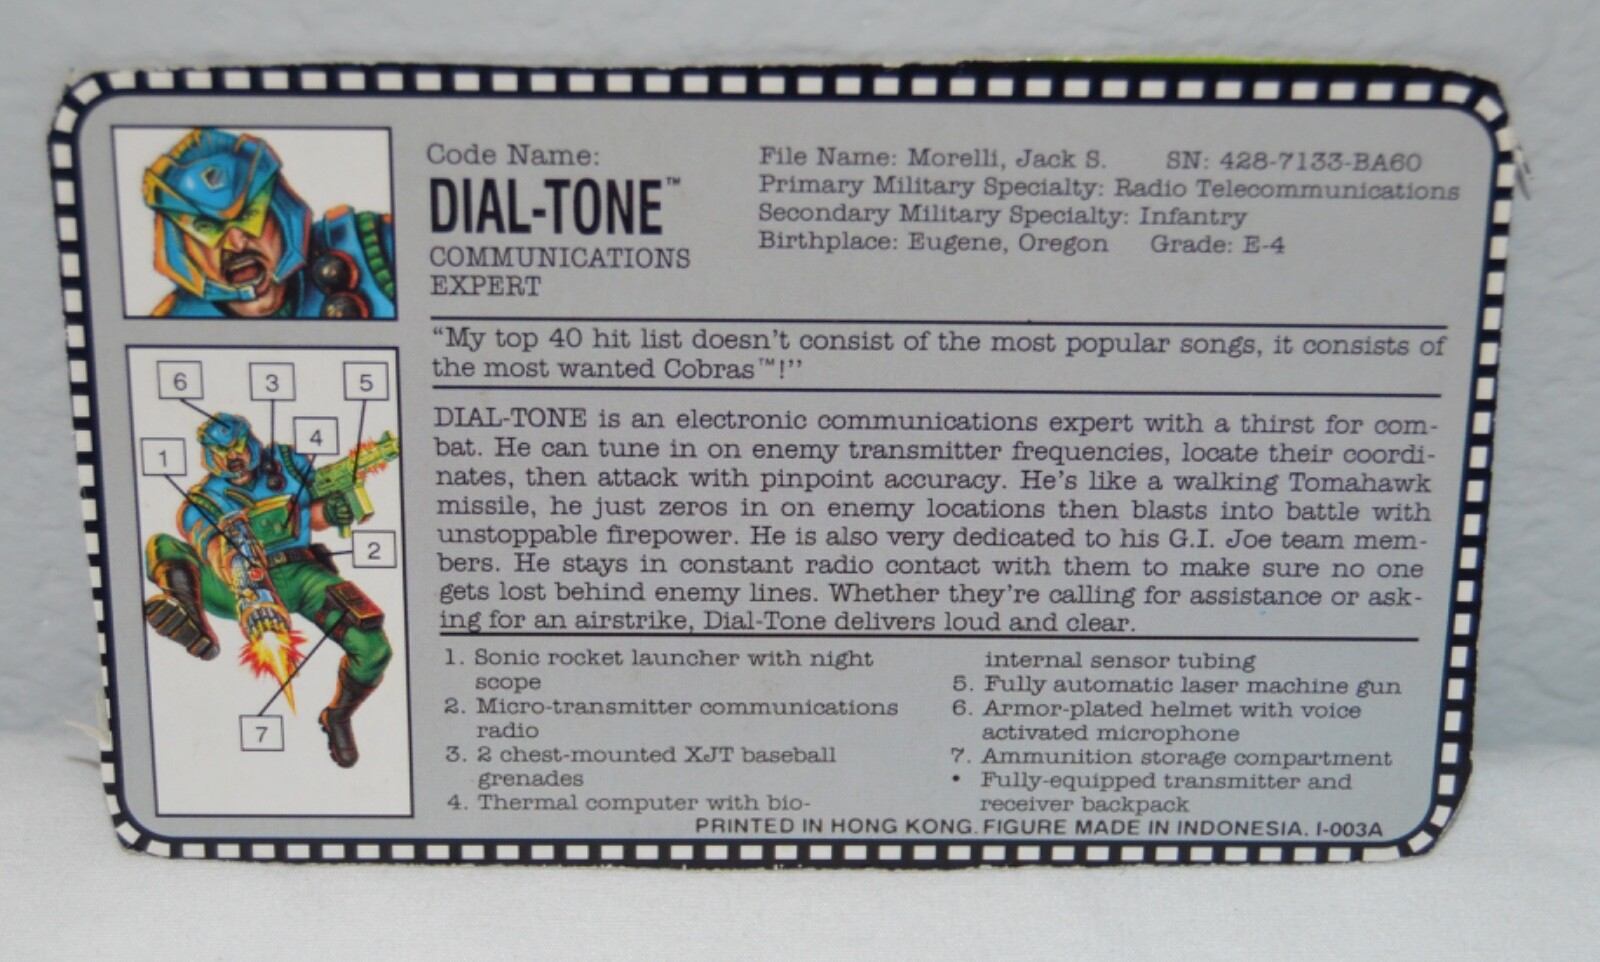 Code Name:
DIAL-TONE™
COMMUNICATIONS
EXPERT
File Name: Morelli, Jack S. SN: 428-7133-BA60
Primary Military Specialty: Radio Telecommunications
Secondary Military Specialty: Infantry
Birthplace: Eugene, Oregon Grade: E-4
"My top 40 hit list doesn't consist of the most popular songs, it consists of
the most wanted Cobras™!"
DIAL-TONE is an electronic communications expert with a thirst for com-
bat. He can tune in on enemy transmitter frequencies, locate their coordi-
nates, then attack with pinpoint accuracy. He's like a walking Tomahawk
missile, he just zeros in on enemy locations then blasts into battle with
unstoppable firepower. He is also very dedicated to his G.I. Joe team mem-
bers. He stays in constant radio contact with them to make sure no one
gets lost behind enemy lines. Whether they're calling for assistance or ask-
ing for an airstrike, Dial-Tone delivers loud and clear.
6 3 5
4
1
2
7
1. Sonic rocket launcher with night
scope
2. Micro-transmitter communications
radio
3. 2 chest-mounted XJT baseball
grenades
4. Thermal computer with bio-
internal sensor tubing
5. Fully automatic laser machine gun
6. Armor-plated helmet with voice
activated microphone
7. Ammunition storage compartment
• Fully-equipped transmitter and
receiver backpack
PRINTED IN HONG KONG. FIGURE MADE IN INDONESIA. I-003A